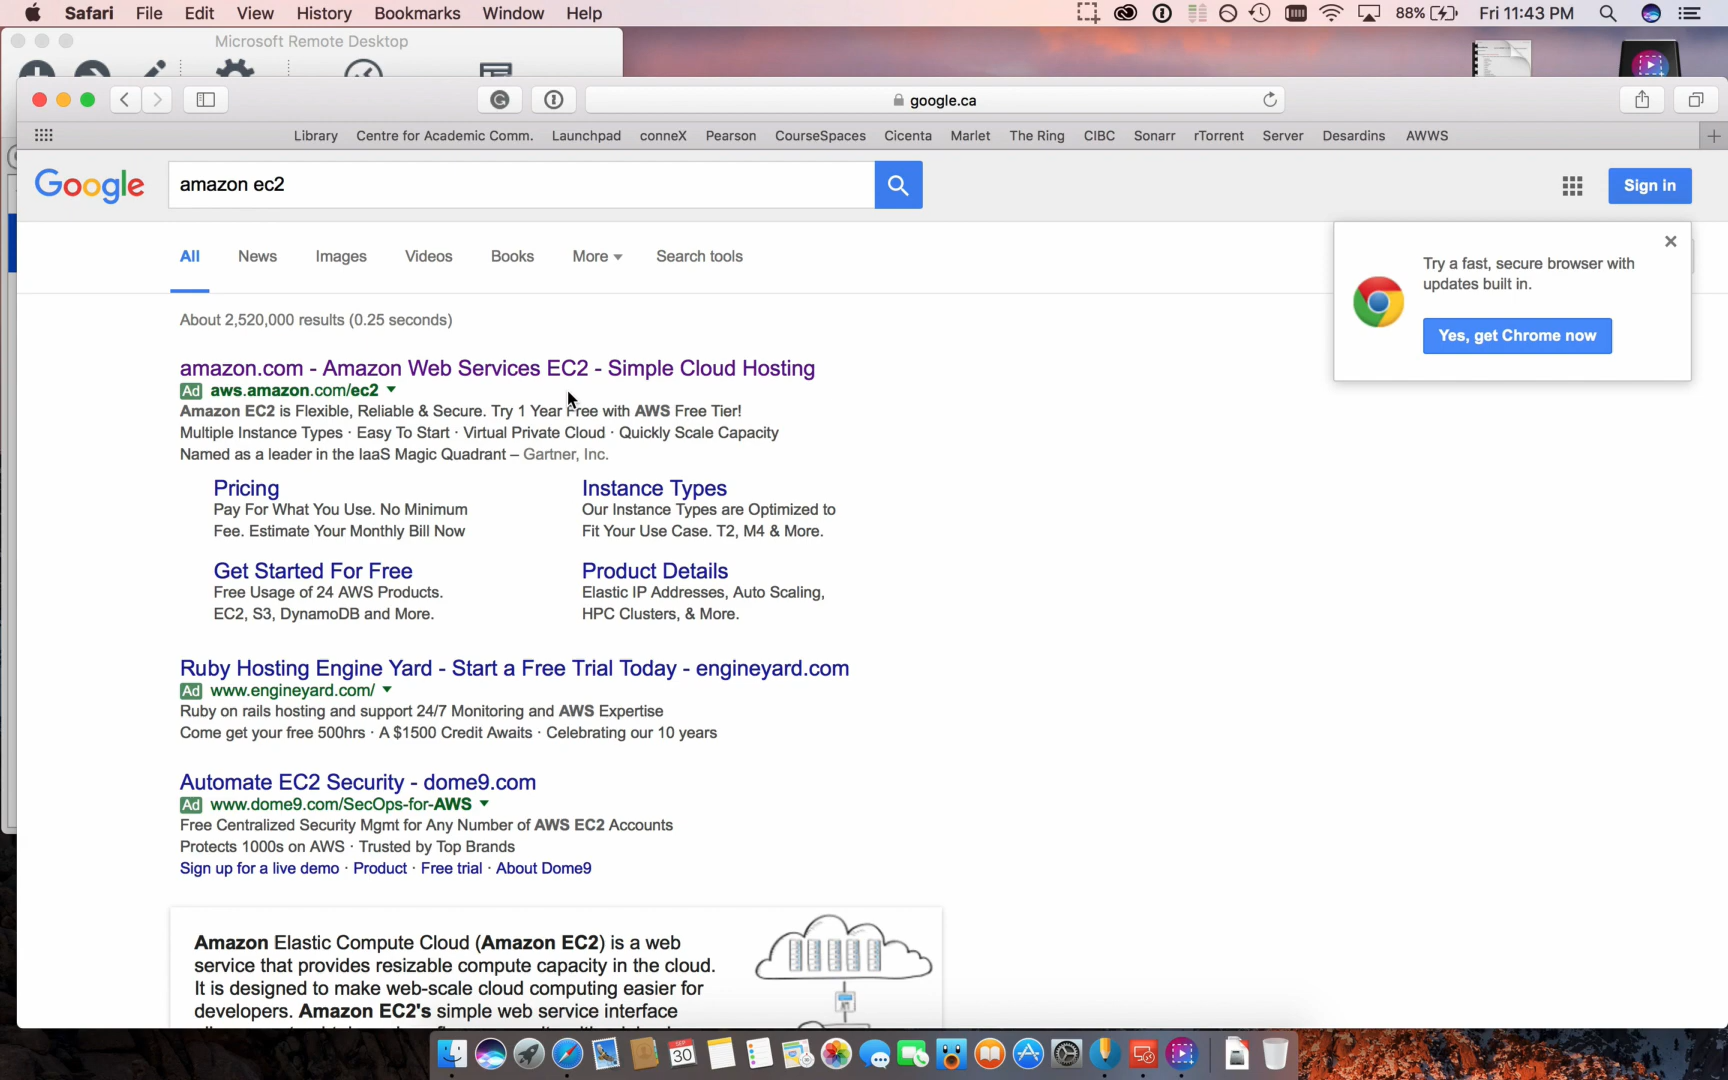 Safari File Edit View History Bookmarks Window Help 88% Fri 11:43 PM
Microsoft Remote Desktop
google.ca
Library Centre for Academic Comm. Launchpad conneX Pearson CourseSpaces Cicenta Marlet The Ring CIBC Sonarr rTorrent Server Desardins AWWS
Google amazon ec2 Sign in
All News Images Videos Books More Search tools
Try a fast, secure browser with
updates built in.
Yes, get Chrome now
About 2,520,000 results (0.25 seconds)
amazon.com - Amazon Web Services EC2 - Simple Cloud Hosting
Ad aws.amazon.com/ec2
Amazon EC2 is Flexible, Reliable & Secure. Try 1 Year Free with AWS Free Tier!
Multiple Instance Types · Easy To Start · Virtual Private Cloud · Quickly Scale Capacity
Named as a leader in the IaaS Magic Quadrant – Gartner, Inc.
Pricing
Pay For What You Use. No Minimum
Fee. Estimate Your Monthly Bill Now
Instance Types
Our Instance Types are Optimized to
Fit Your Use Case. T2, M4 & More.
Get Started For Free
Free Usage of 24 AWS Products.
EC2, S3, DynamoDB and More.
Product Details
Elastic IP Addresses, Auto Scaling,
HPC Clusters, & More.
Ruby Hosting Engine Yard - Start a Free Trial Today - engineyard.com
Ad www.engineyard.com/
Ruby on rails hosting and support 24/7 Monitoring and AWS Expertise
Come get your free 500hrs · A $1500 Credit Awaits · Celebrating our 10 years
Automate EC2 Security - dome9.com
Ad www.dome9.com/SecOps-for-AWS
Free Centralized Security Mgmt for Any Number of AWS EC2 Accounts
Protects 1000s on AWS · Trusted by Top Brands
Sign up for a live demo · Product · Free trial · About Dome9
Amazon Elastic Compute Cloud (Amazon EC2) is a web
service that provides resizable compute capacity in the cloud.
It is designed to make web-scale cloud computing easier for
developers. Amazon EC2's simple web service interface
SEP
30